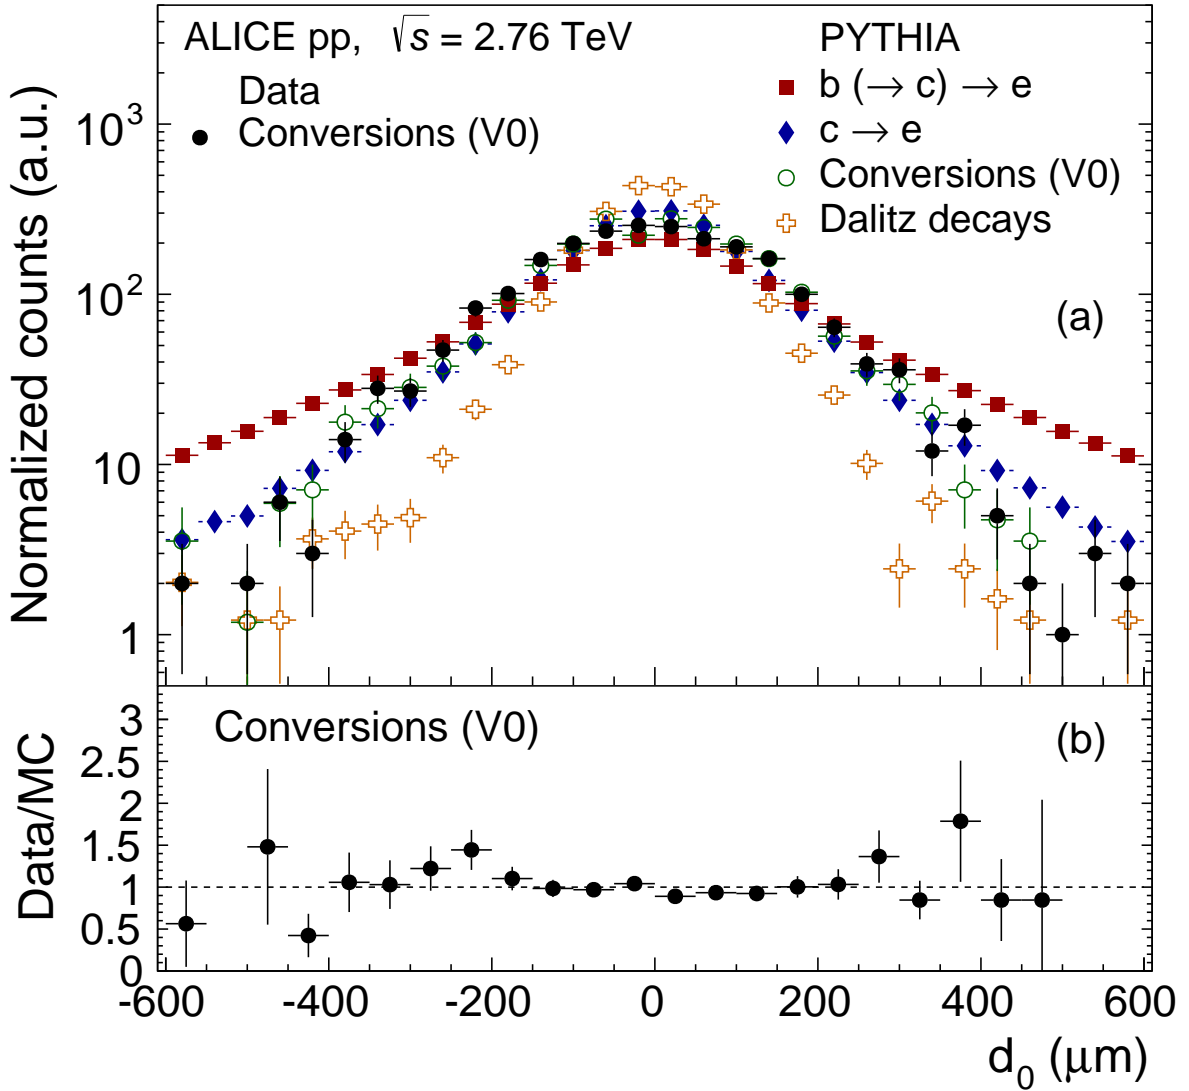 ALICE pp, √s = 2.76 TeV
Data
Conversions (V0)
PYTHIA
b (→ c) → e
c → e
Conversions (V0)
Dalitz decays
(a)
Normalized counts (a.u.)
10³
10²
10
1
Conversions (V0)
(b)
Data/MC
3
2.5
2
1.5
1
0.5
0
-600 -400 -200 0 200 400 600
d₀ (μm)